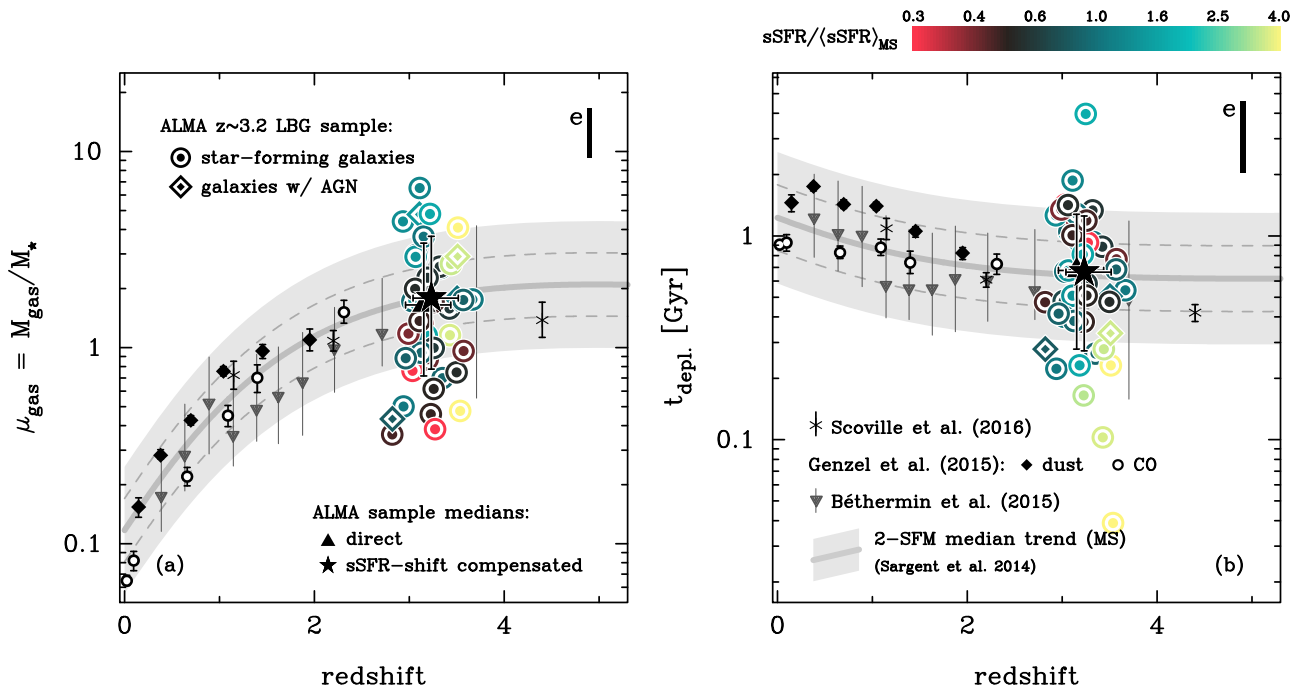 sSFR/⟨sSFR⟩MS
0.3 0.4 0.6 1.0 1.6 2.5 4.0
ALMA z~3.2 LBG sample:
star-forming galaxies
galaxies w/ AGN
e
10
1
0.1
μgas = Mgas/M★
ALMA sample medians:
direct
sSFR-shift compensated
(a)
0 2 4
redshift
e
1
0.1
tdepl. [Gyr]
Scoville et al. (2016)
Genzel et al. (2015): dust CO
Béthermin et al. (2015)
2-SFM median trend (MS)
(Sargent et al. 2014)
(b)
0 2 4
redshift